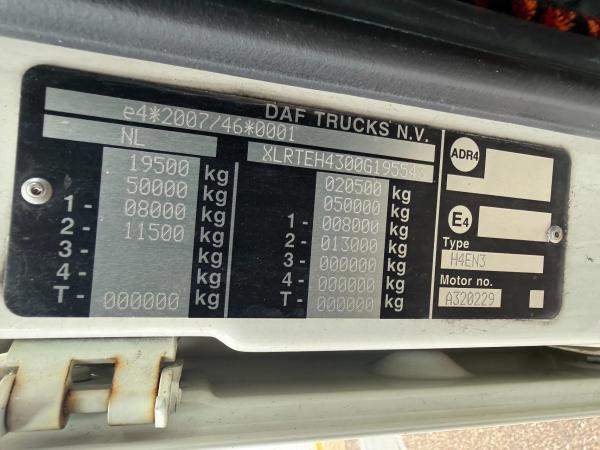 DAF TRUCKS N.V.
e4*2007/46*0001
NL
19500 kg
50000 kg
1- 08000 kg
2- 11500 kg
3- kg
4- kg
T- 000000 kg
020500 kg
050000 kg
1- 008000 kg
2- 013000 kg
3- 000000 kg
4- 000000 kg
T- 000000 kg
ADR4
E4
Type
H4EN3
Motor no.
A320229